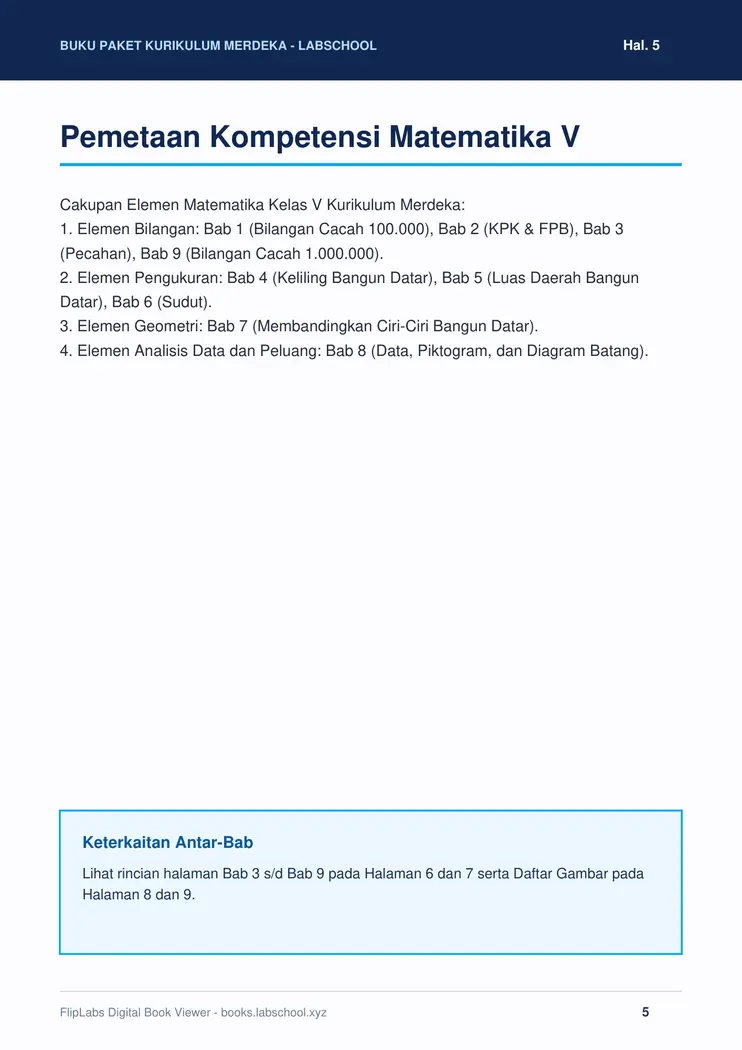 BUKU PAKET KURIKULUM MERDEKA - LABSCHOOL
Hal. 5
Pemetaan Kompetensi Matematika V
Cakupan Elemen Matematika Kelas V Kurikulum Merdeka:
1. Elemen Bilangan: Bab 1 (Bilangan Cacah 100.000), Bab 2 (KPK & FPB), Bab 3
(Pecahan), Bab 9 (Bilangan Cacah 1.000.000).
2. Elemen Pengukuran: Bab 4 (Keliling Bangun Datar), Bab 5 (Luas Daerah Bangun
Datar), Bab 6 (Sudut).
3. Elemen Geometri: Bab 7 (Membandingkan Ciri-Ciri Bangun Datar).
4. Elemen Analisis Data dan Peluang: Bab 8 (Data, Piktogram, dan Diagram Batang).
Keterkaitan Antar-Bab
Lihat rincian halaman Bab 3 s/d Bab 9 pada Halaman 6 dan 7 serta Daftar Gambar pada
Halaman 8 dan 9.
FlipLabs Digital Book Viewer - books.labschool.xyz
5